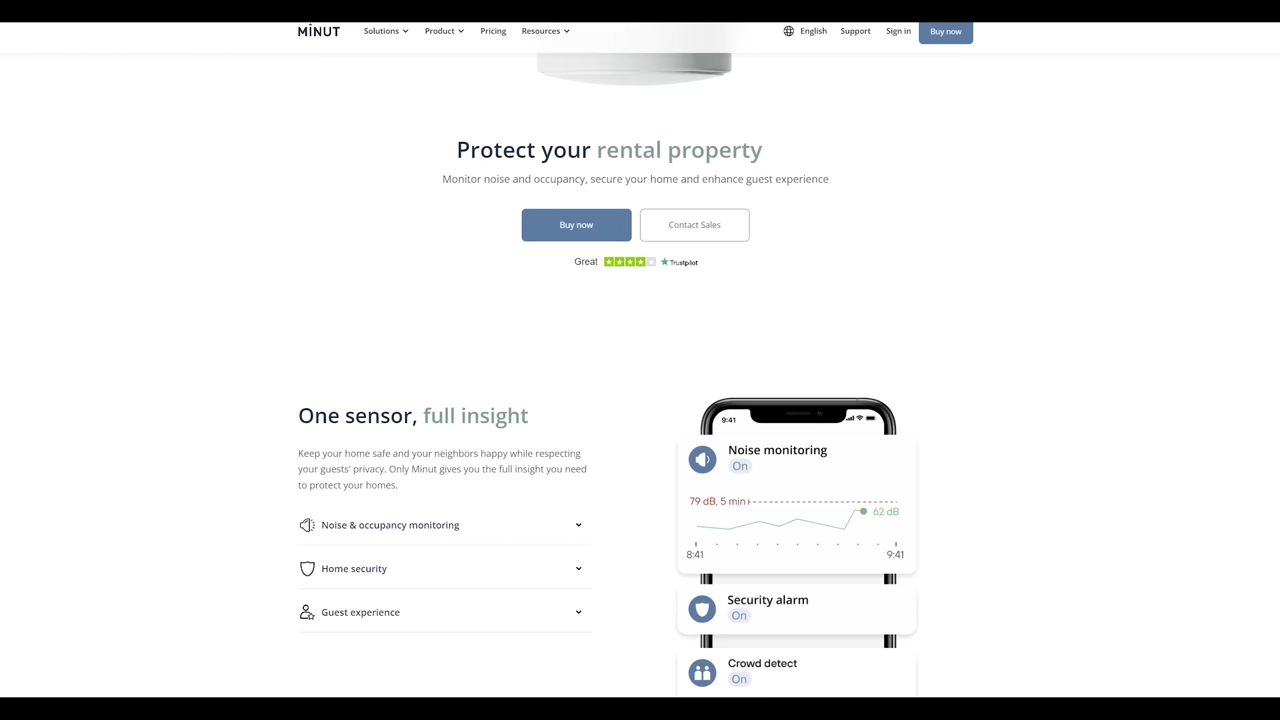 MINUT Solutions Product Pricing Resources English Support Sign in Buy now
Protect your rental property
Monitor noise and occupancy, secure your home and enhance guest experience
Buy now Contact Sales
Great Trustpilot
One sensor, full insight
Keep your home safe and your neighbors happy while respecting
your guests' privacy. Only Minut gives you the full insight you need
to protect your homes.
Noise & occupancy monitoring
Home security
Guest experience
9:41
Noise monitoring
On
79 dB, 5 min
62 dB
8:41 9:41
Security alarm
On
Crowd detect
On